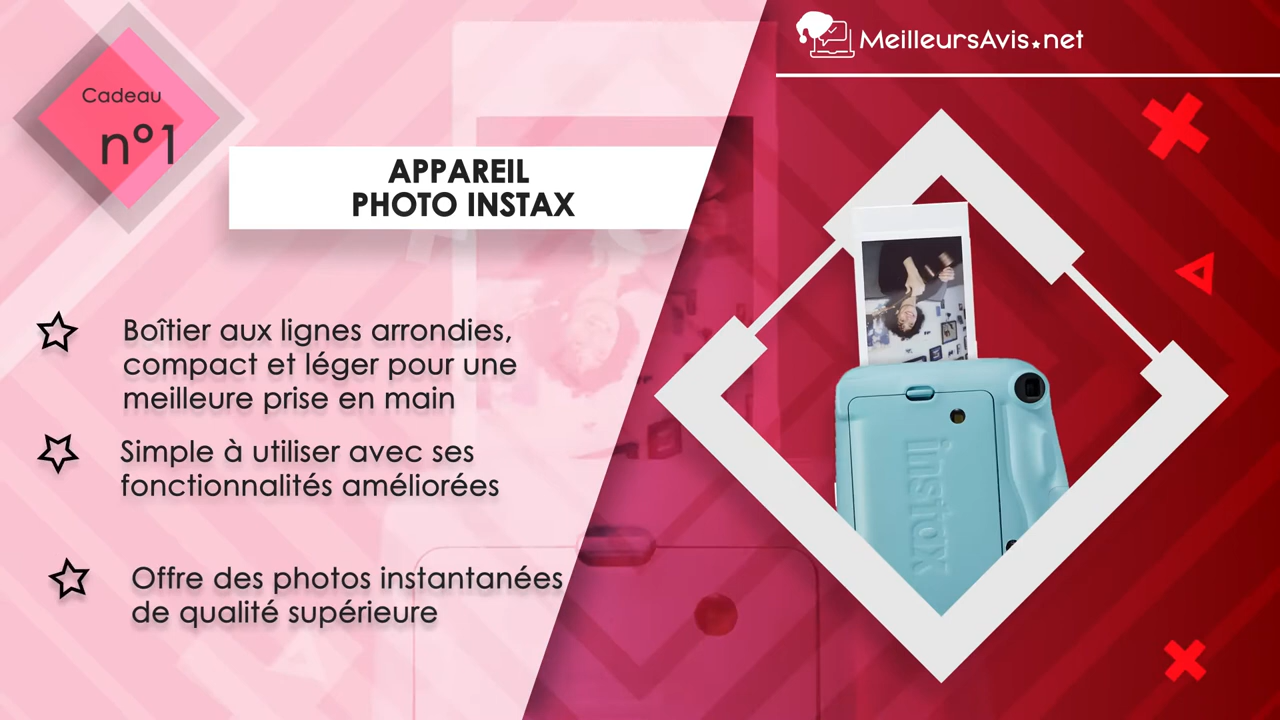 Cadeau
n°1
MeilleursAvis.net
APPAREIL
PHOTO INSTAX
Boîtier aux lignes arrondies,
compact et léger pour une
meilleure prise en main
Simple à utiliser avec ses
fonctionnalités améliorées
Offre des photos instantanées
de qualité supérieure
instax